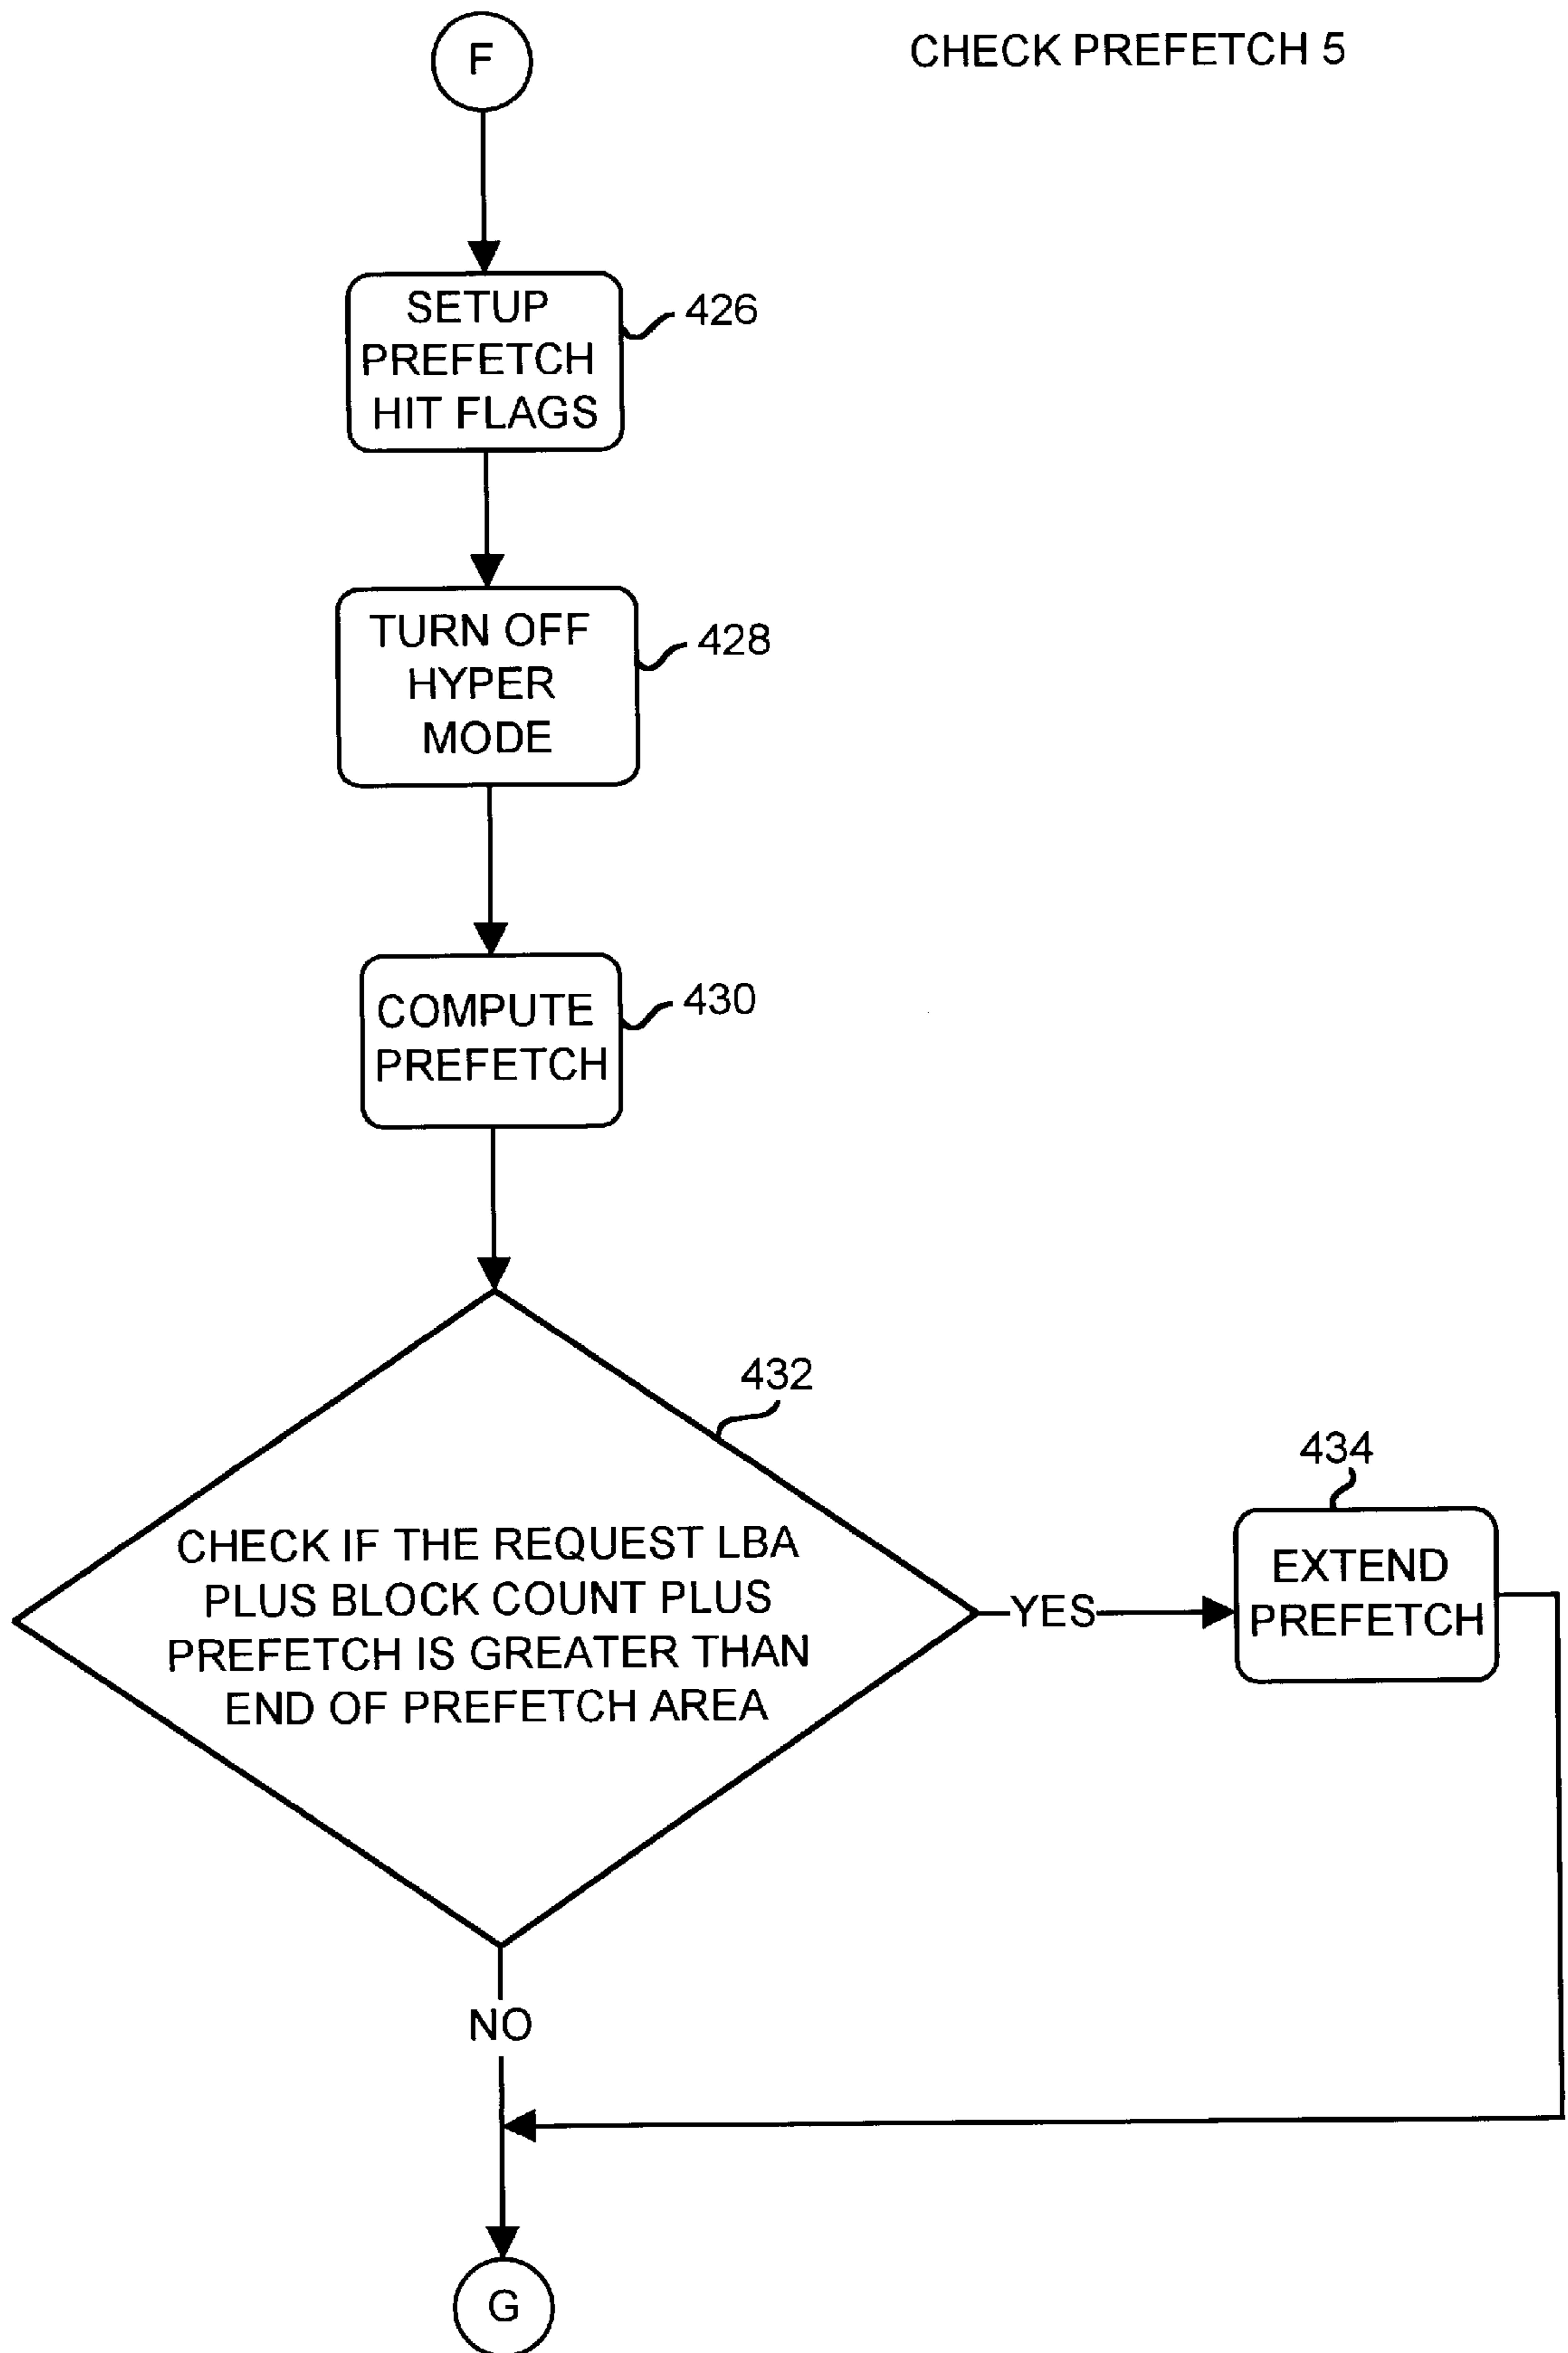 F
CHECK PREFETCH 5
SETUP
PREFETCH
HIT FLAGS
426
TURN OFF
HYPER
MODE
428
COMPUTE
PREFETCH
430
432
CHECK IF THE REQUEST LBA
PLUS BLOCK COUNT PLUS
PREFETCH IS GREATER THAN
END OF PREFETCH AREA
YES
434
EXTEND
PREFETCH
NO
G